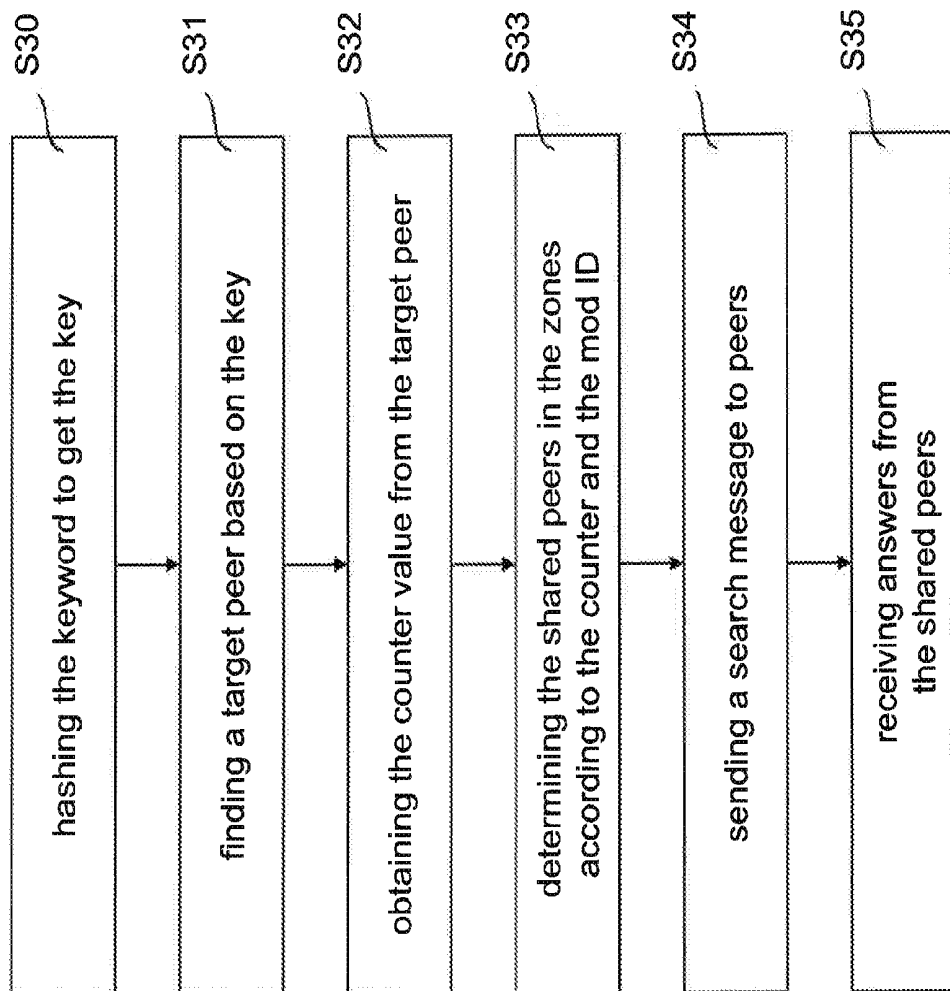 S30
hashing the keyword to get the key
S31
finding a target peer based on the key
S32
obtaining the counter value from the target peer
S33
determining the shared peers in the zones
according to the counter and the mod ID
S34
sending a search message to peers
S35
receiving answers from
the shared peers